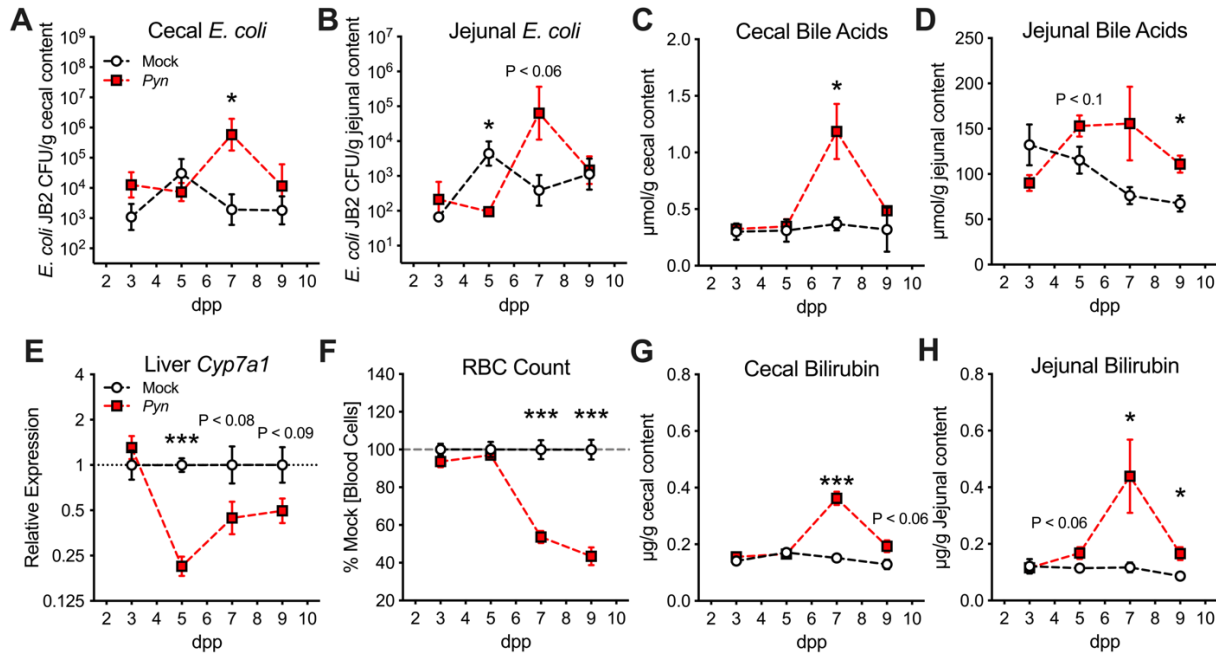 A
Cecal E. coli
E. coli JB2 CFU/g cecal content
10⁹
10⁸
10⁷
10⁶
10⁵
10⁴
10³
10²
Mock
Pyn
*
2 3 4 5 6 7 8 9 10
dpp
B
Jejunal E. coli
E. coli JB2 CFU/g jejunal content
10⁷
10⁶
10⁵
10⁴
10³
10²
10¹
P < 0.06
*
2 3 4 5 6 7 8 9 10
dpp
C
Cecal Bile Acids
µmol/g cecal content
2.0
1.5
1.0
0.5
0.0
*
2 3 4 5 6 7 8 9 10
dpp
D
Jejunal Bile Acids
µmol/g jejunal content
250
200
150
100
50
0
P < 0.1
*
2 3 4 5 6 7 8 9 10
dpp
E
Liver Cyp7a1
Relative Expression
4
2
1
0.5
0.25
0.125
Mock
Pyn
***
P < 0.08
P < 0.09
2 3 4 5 6 7 8 9 10
dpp
F
RBC Count
% Mock [Blood Cells]
140
120
100
80
60
40
20
*** ***
2 3 4 5 6 7 8 9 10
dpp
G
Cecal Bilirubin
µg/g cecal content
0.8
0.6
0.4
0.2
0.0
***
P < 0.06
2 3 4 5 6 7 8 9 10
dpp
H
Jejunal Bilirubin
µg/g Jejunal content
0.8
0.6
0.4
0.2
0.0
P < 0.06
*
*
2 3 4 5 6 7 8 9 10
dpp